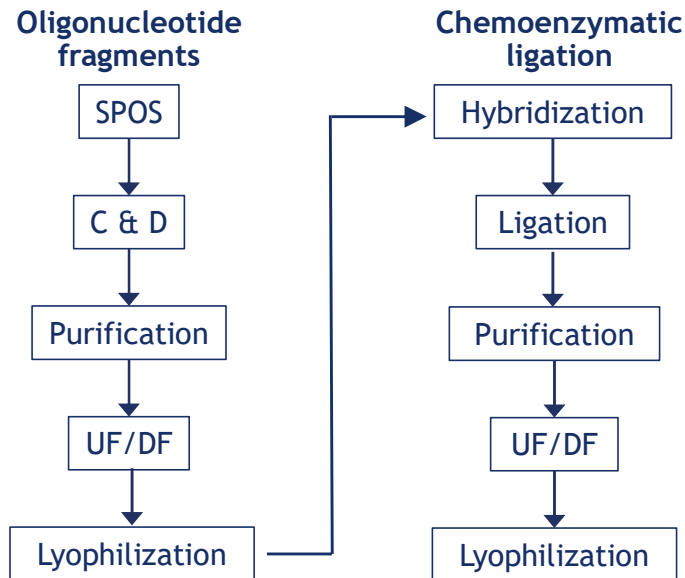 Oligonucleotide
fragments
SPOS
C & D
Purification
UF/DF
Lyophilization
Chemoenzymatic
ligation
Hybridization
Ligation
Purification
UF/DF
Lyophilization